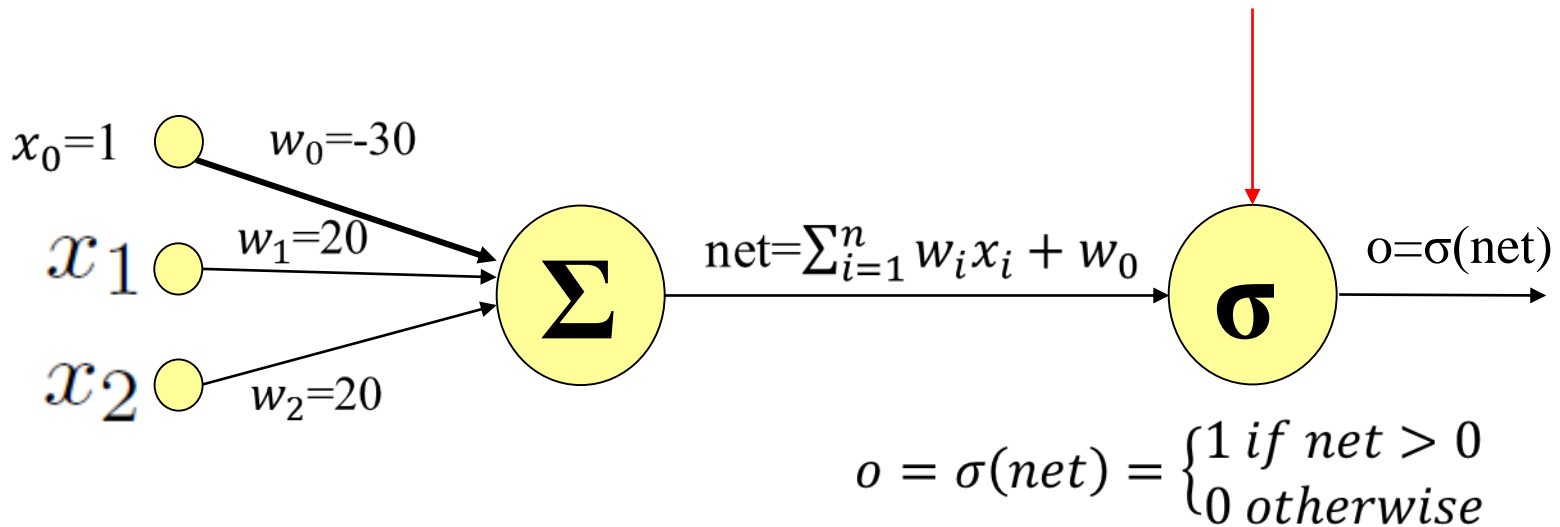 x₀=1
w₀=-30
x₁
w₁=20
x₂
w₂=20
Σ
net=∑ⁿᵢ₌₁ wᵢxᵢ + w₀
σ
o=σ(net)
o = σ(net) = {1 if net > 0
0 otherwise